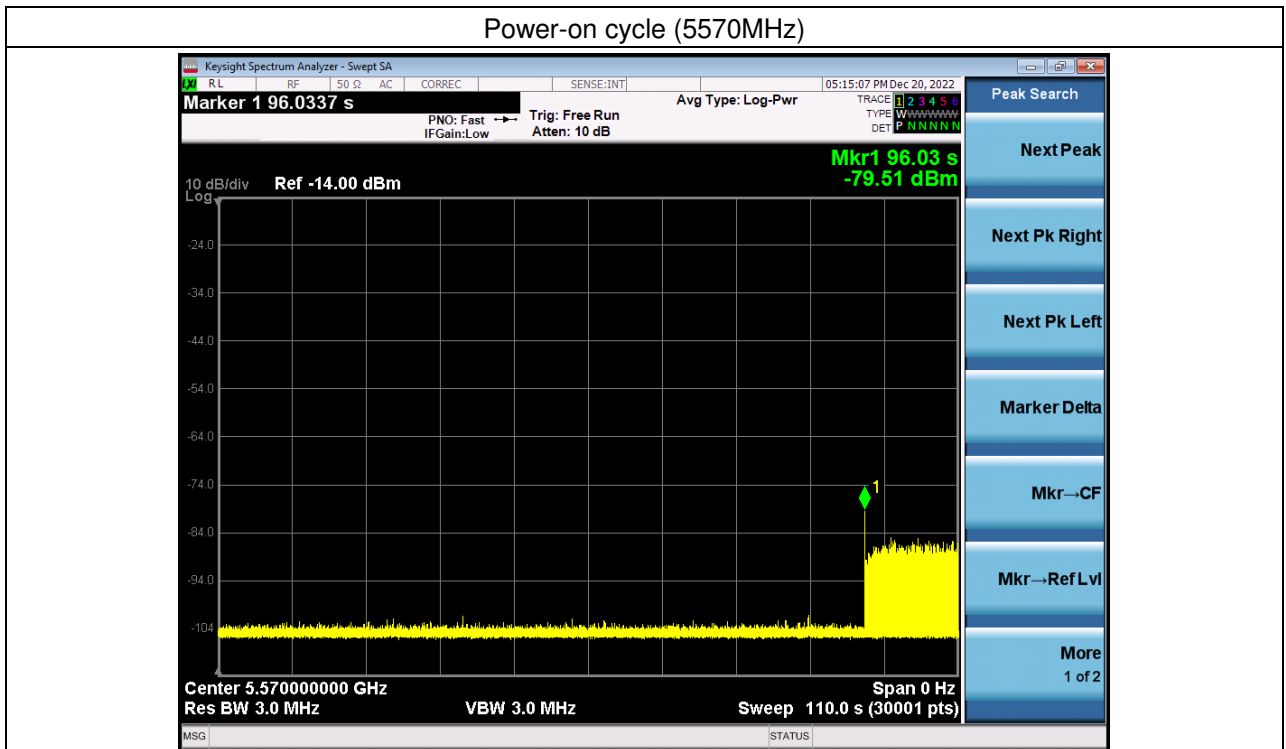 Power-on cycle (5570MHz)
Keysight Spectrum Analyzer - Swept SA
LXI RL RF 50 Ω AC CORREC SENSE:INT 05:15:07 PM Dec 20, 2022
Marker 1 96.0337 s
PNO: Fast
IFGain:Low
Trig: Free Run
Atten: 10 dB
Avg Type: Log-Pwr
TRACE 1 2 3 4 5 6
TYPE WWWWWW
DET P N N N N N
Peak Search
Mkr1 96.03 s
-79.51 dBm
10 dB/div Ref -14.00 dBm
Log
-24.0
-34.0
-44.0
-54.0
-64.0
-74.0
-84.0
-94.0
-104
1
Next Peak
Next Pk Right
Next Pk Left
Marker Delta
Mkr→CF
Mkr→Ref Lvl
More
1 of 2
Center 5.570000000 GHz Span 0 Hz
Res BW 3.0 MHz VBW 3.0 MHz Sweep 110.0 s (30001 pts)
MSG STATUS